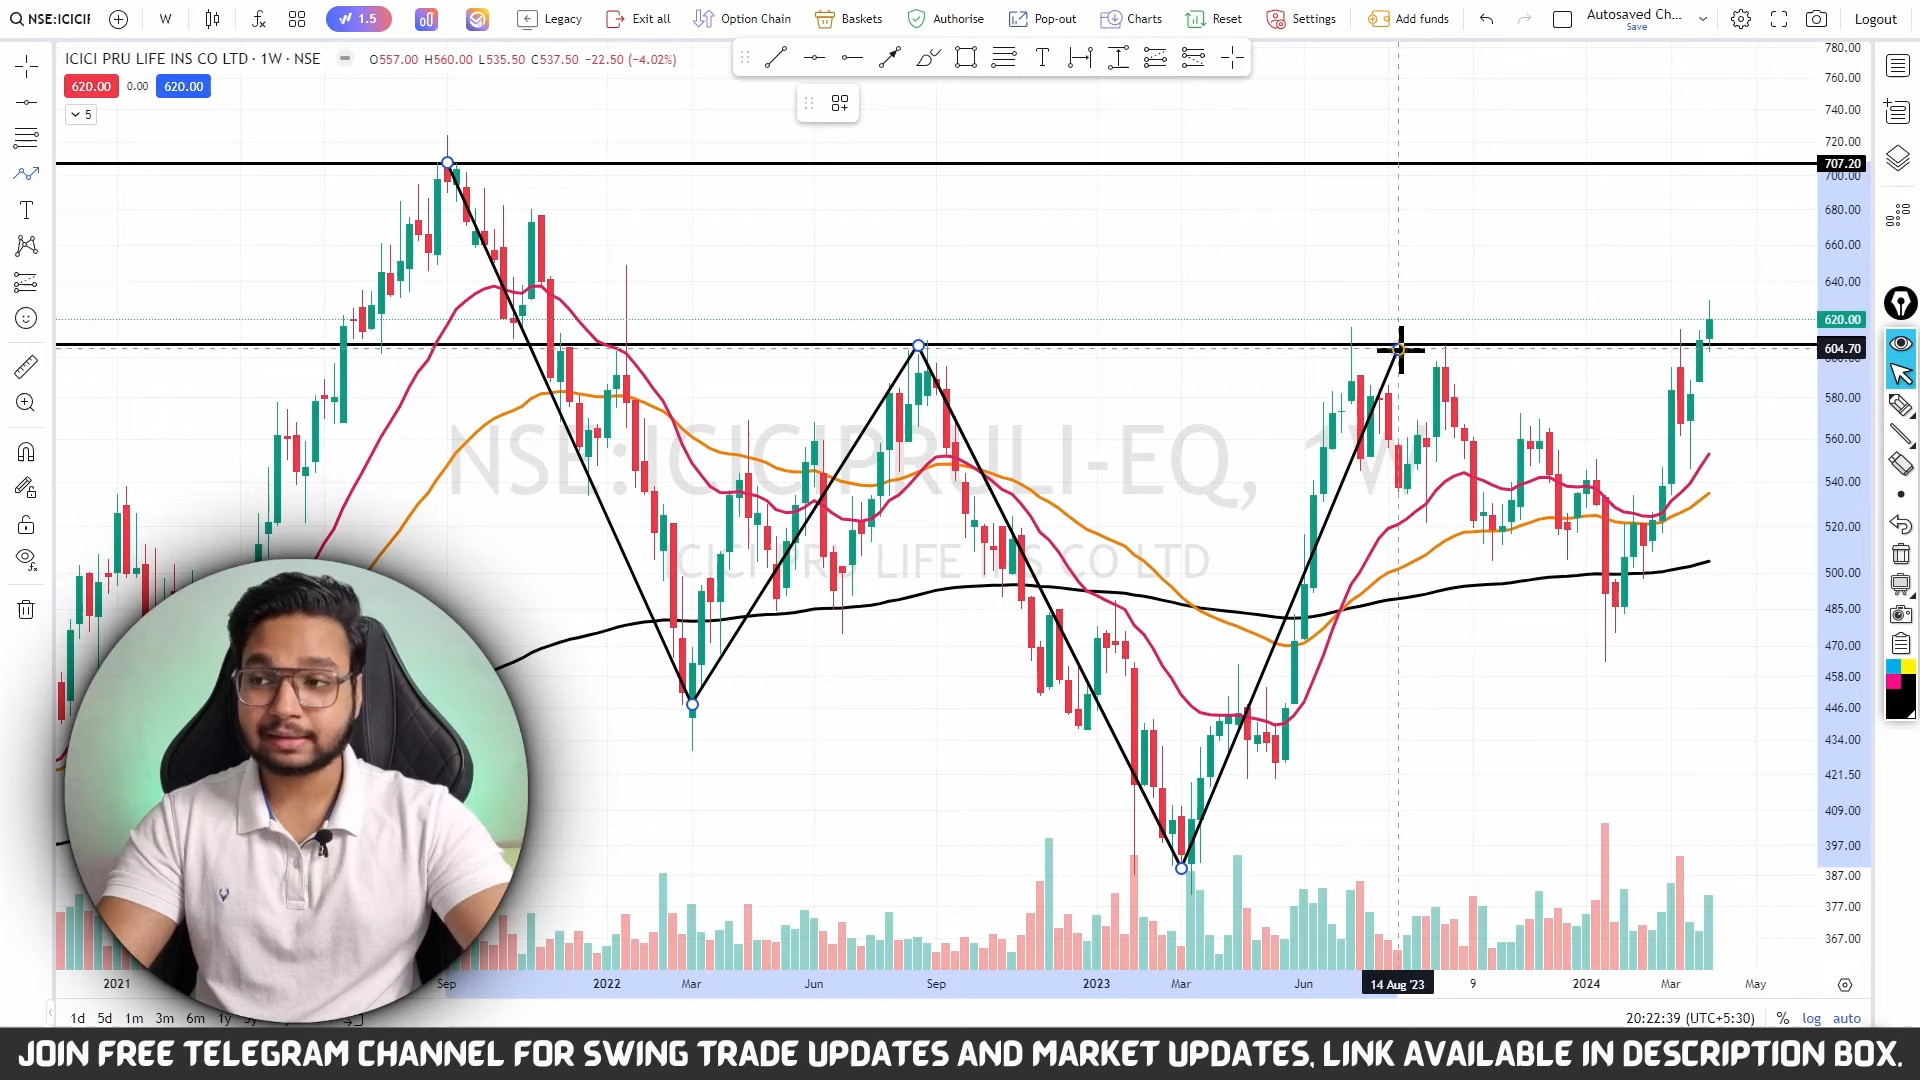 NSE:ICICIF
W
1.5
Legacy
Exit all
Option Chain
Baskets
Authorise
Pop-out
Charts
Reset
Settings
Add funds
Autosaved Ch...
Save
Logout
ICICI PRU LIFE INS CO LTD · 1W · NSE
O557.00 H560.00 L535.50 C537.50 −22.50 (−4.02%)
620.00 0.00 620.00
5
780.00
760.00
740.00
720.00
707.20
700.00
680.00
660.00
640.00
620.00
604.70
580.00
560.00
540.00
520.00
500.00
485.00
470.00
458.00
446.00
434.00
421.50
409.00
397.00
387.00
377.00
367.00
NSE:ICICIPRULI-EQ, 1W
ICICI PRU LIFE INS CO LTD
2021 Sep 2022 Mar Jun Sep 2023 Mar Jun 14 Aug '23 9 2024 Mar May
1d 5d 1m 3m 6m 1y
20:22:39 (UTC+5:30) % log auto
JOIN FREE TELEGRAM CHANNEL FOR SWING TRADE UPDATES AND MARKET UPDATES, LINK AVAILABLE IN DESCRIPTION BOX.